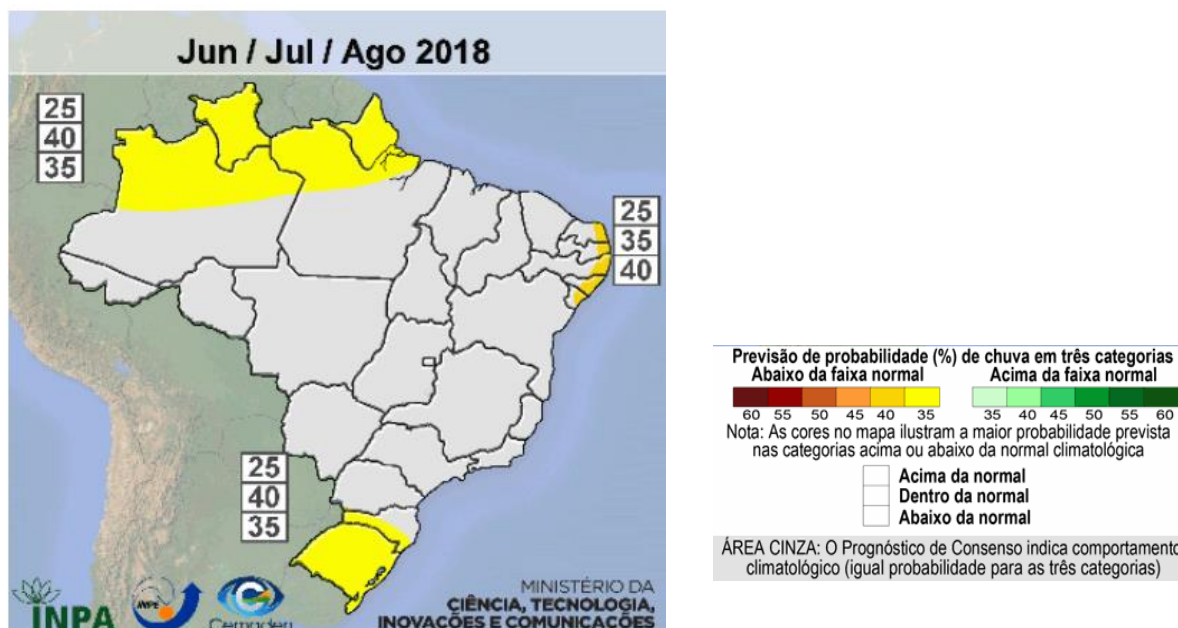 Jun / Jul / Ago 2018
25
40
35
25
35
40
25
40
35
INPA
INPE
Cemaden
MINISTÉRIO DA
CIÊNCIA, TECNOLOGIA,
INOVAÇÕES E COMUNICAÇÕES
Previsão de probabilidade (%) de chuva em três categorias
Abaixo da faixa normal Acima da faixa normal
60 55 50 45 40 35 35 40 45 50 55 60
Nota: As cores no mapa ilustram a maior probabilidade prevista
nas categorias acima ou abaixo da normal climatológica
Acima da normal
Dentro da normal
Abaixo da normal
ÁREA CINZA: O Prognóstico de Consenso indica comportamento
climatológico (igual probabilidade para as três categorias)